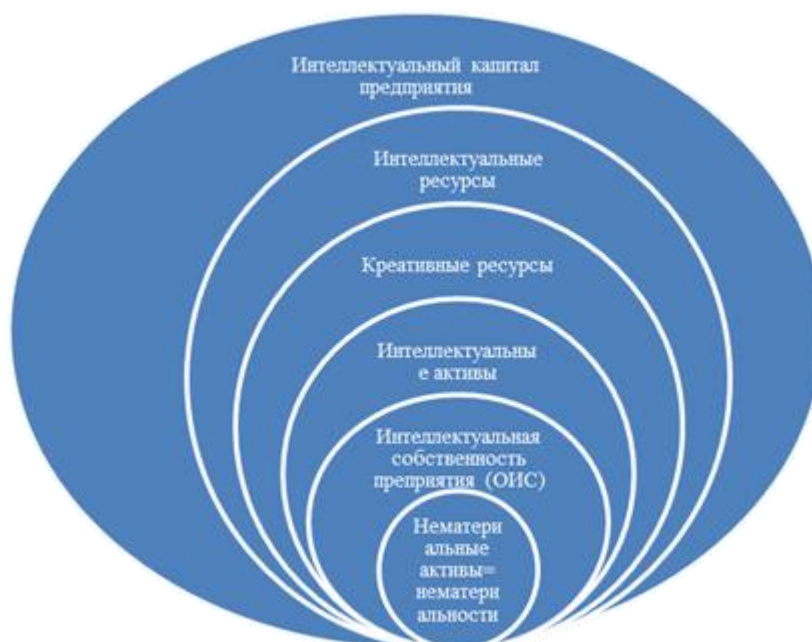 Интеллектуальный капитал
предприятия
Интеллектуальные
ресурсы
Креативные ресурсы
Интеллектуальны
е активы
Интеллектуальная
собственность
преприятия (ОИС)
Нематери
альные
активы=
нематери
альности